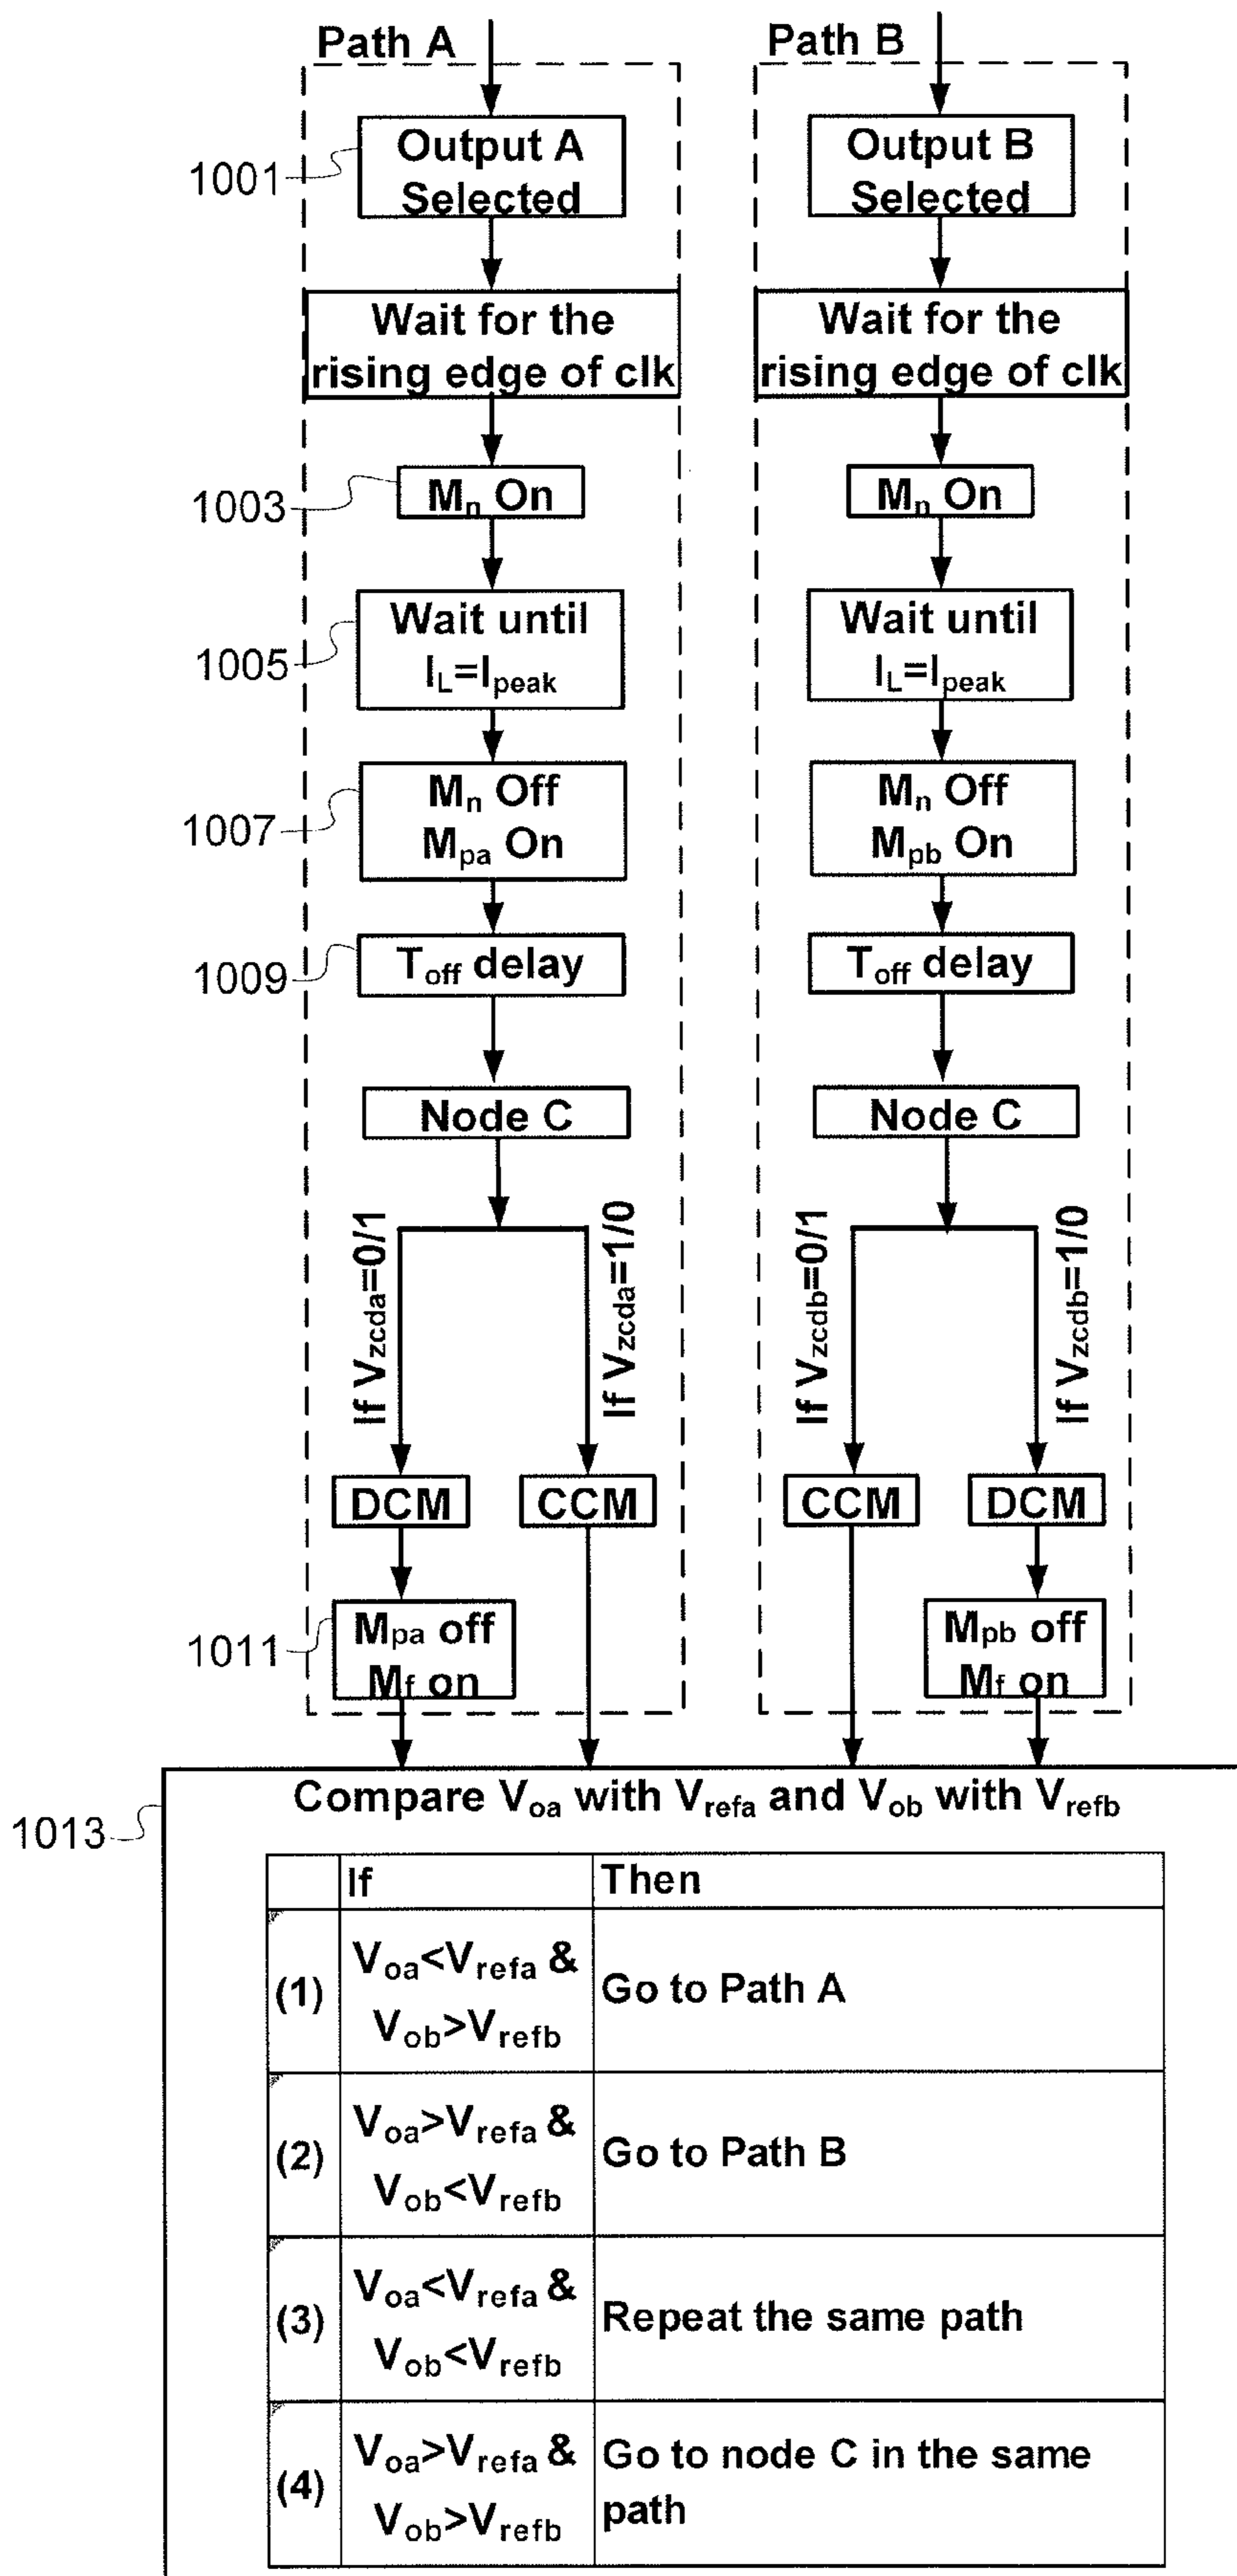 Path A
Output A
Selected
1001
Wait for the
rising edge of clk
Mn On
1003
Wait until
IL=Ipeak
1005
Mn Off
Mpa On
1007
Toff delay
1009
Node C
If Vzcda=0/1
If Vzcda=1/0
DCM
CCM
Mpa off
Mf on
1011
Path B
Output B
Selected
Wait for the
rising edge of clk
Mn On
Wait until
IL=Ipeak
Mn Off
Mpb On
Toff delay
Node C
If Vzcdb=0/1
If Vzcdb=1/0
CCM
DCM
Mpb off
Mf on
1013
Compare Voa with Vrefa and Vob with Vrefb
If
Then
(1)
Voa<Vrefa &
Vob>Vrefb
Go to Path A
(2)
Voa>Vrefa &
Vob<Vrefb
Go to Path B
(3)
Voa<Vrefa &
Vob<Vrefb
Repeat the same path
(4)
Voa>Vrefa &
Vob>Vrefb
Go to node C in the same
path